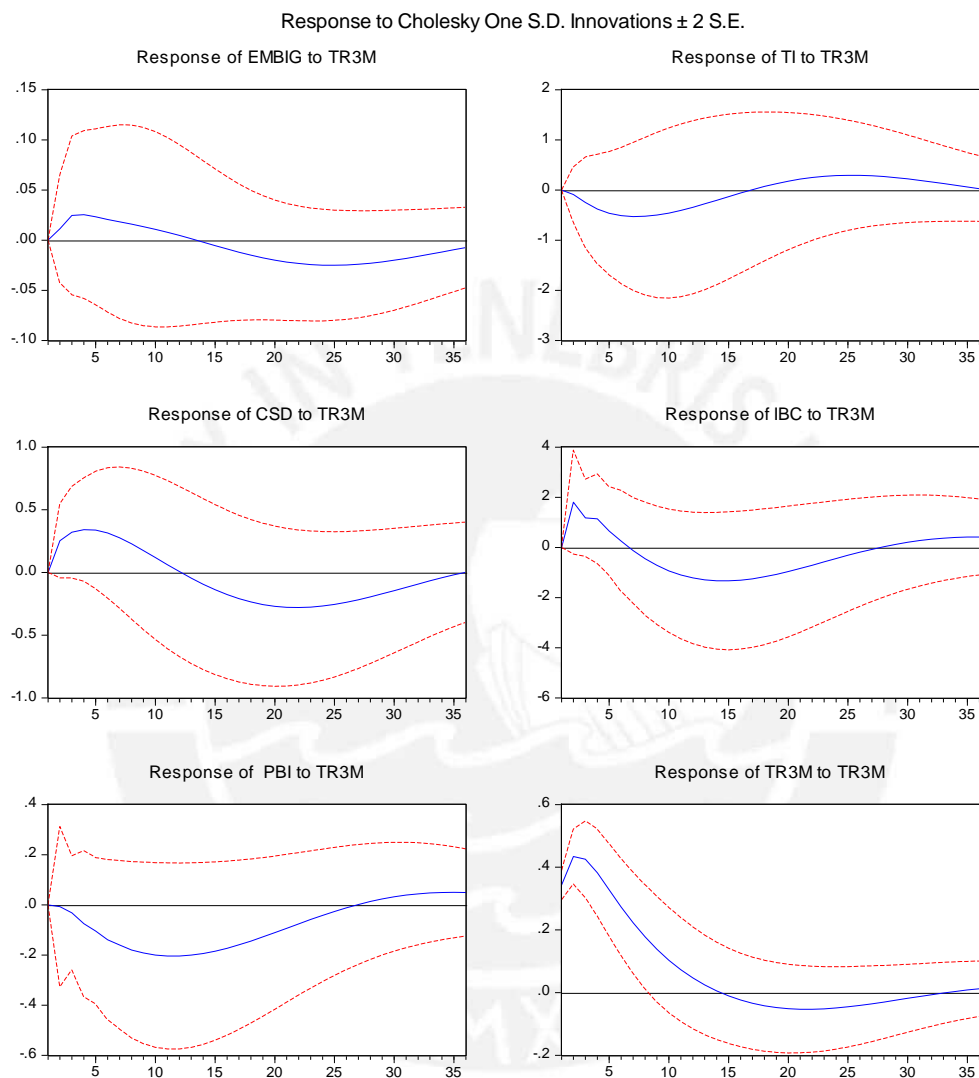 Response to Cholesky One S.D. Innovations ± 2 S.E.
Response of EMBIG to TR3M
.15
.10
.05
.00
-.05
-.10
5 10 15 20 25 30 35
Response of TI to TR3M
2
1
0
-1
-2
-3
5 10 15 20 25 30 35
Response of CSD to TR3M
1.0
0.5
0.0
-0.5
-1.0
5 10 15 20 25 30 35
Response of IBC to TR3M
4
2
0
-2
-4
-6
5 10 15 20 25 30 35
Response of PBI to TR3M
.4
.2
.0
-.2
-.4
-.6
5 10 15 20 25 30 35
Response of TR3M to TR3M
.6
.4
.2
.0
-.2
5 10 15 20 25 30 35